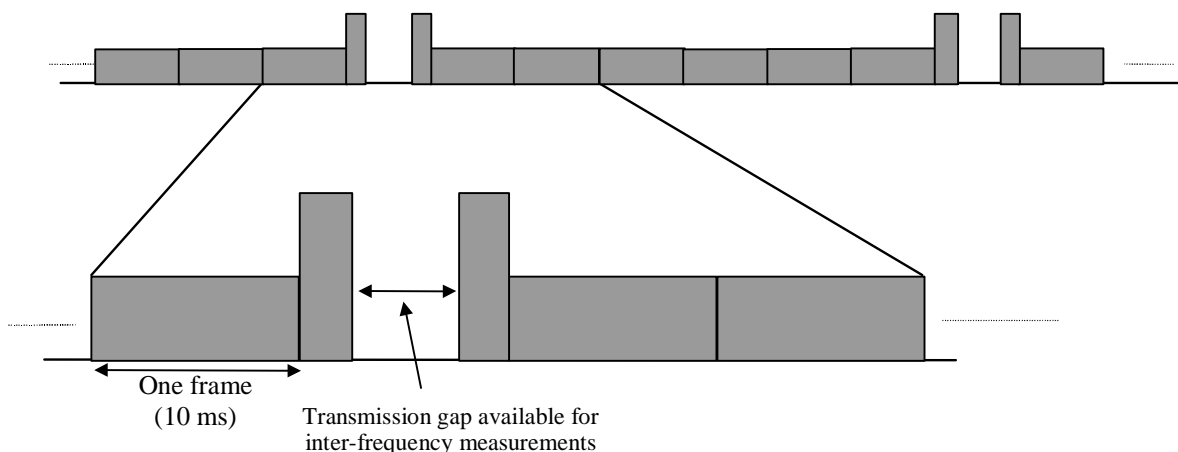 One frame
(10 ms)
Transmission gap available for
inter-frequency measurements